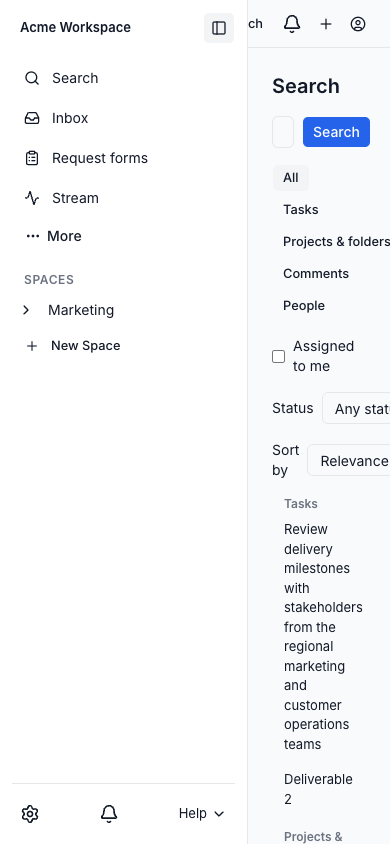 Acme Workspace
Search
Inbox
Request forms
Stream
More
SPACES
Marketing
New Space
Help
ch
Search
Search
All
Tasks
Projects & folders
Comments
People
Assigned
to me
Status
Any stat
Sort
by
Relevance
Tasks
Review
delivery
milestones
with
stakeholders
from the
regional
marketing
and
customer
operations
teams
Deliverable
2
Projects &